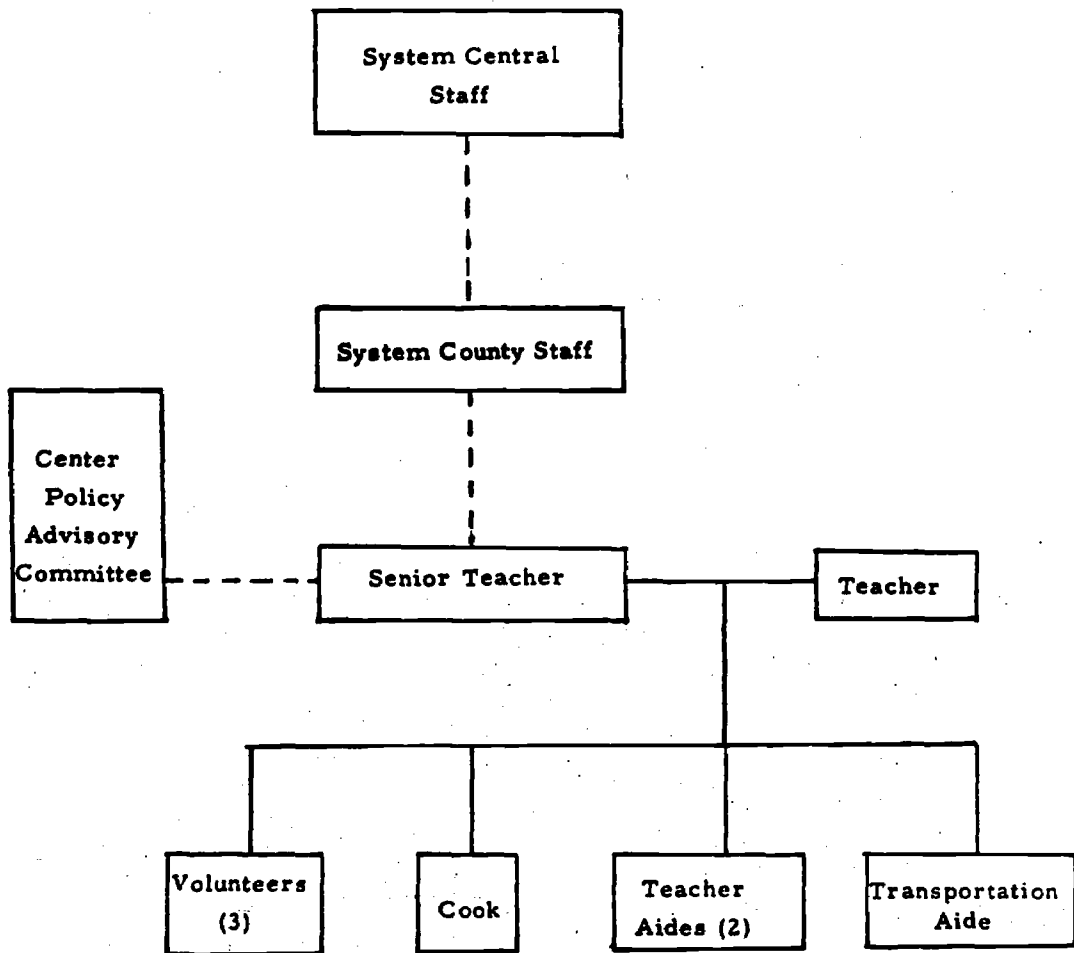 System Central
Staff
System County Staff
Center
Policy
Advisory
Committee
Senior Teacher
Teacher
Volunteers
(3)
Cook
Teacher
Aides (2)
Transportation
Aide